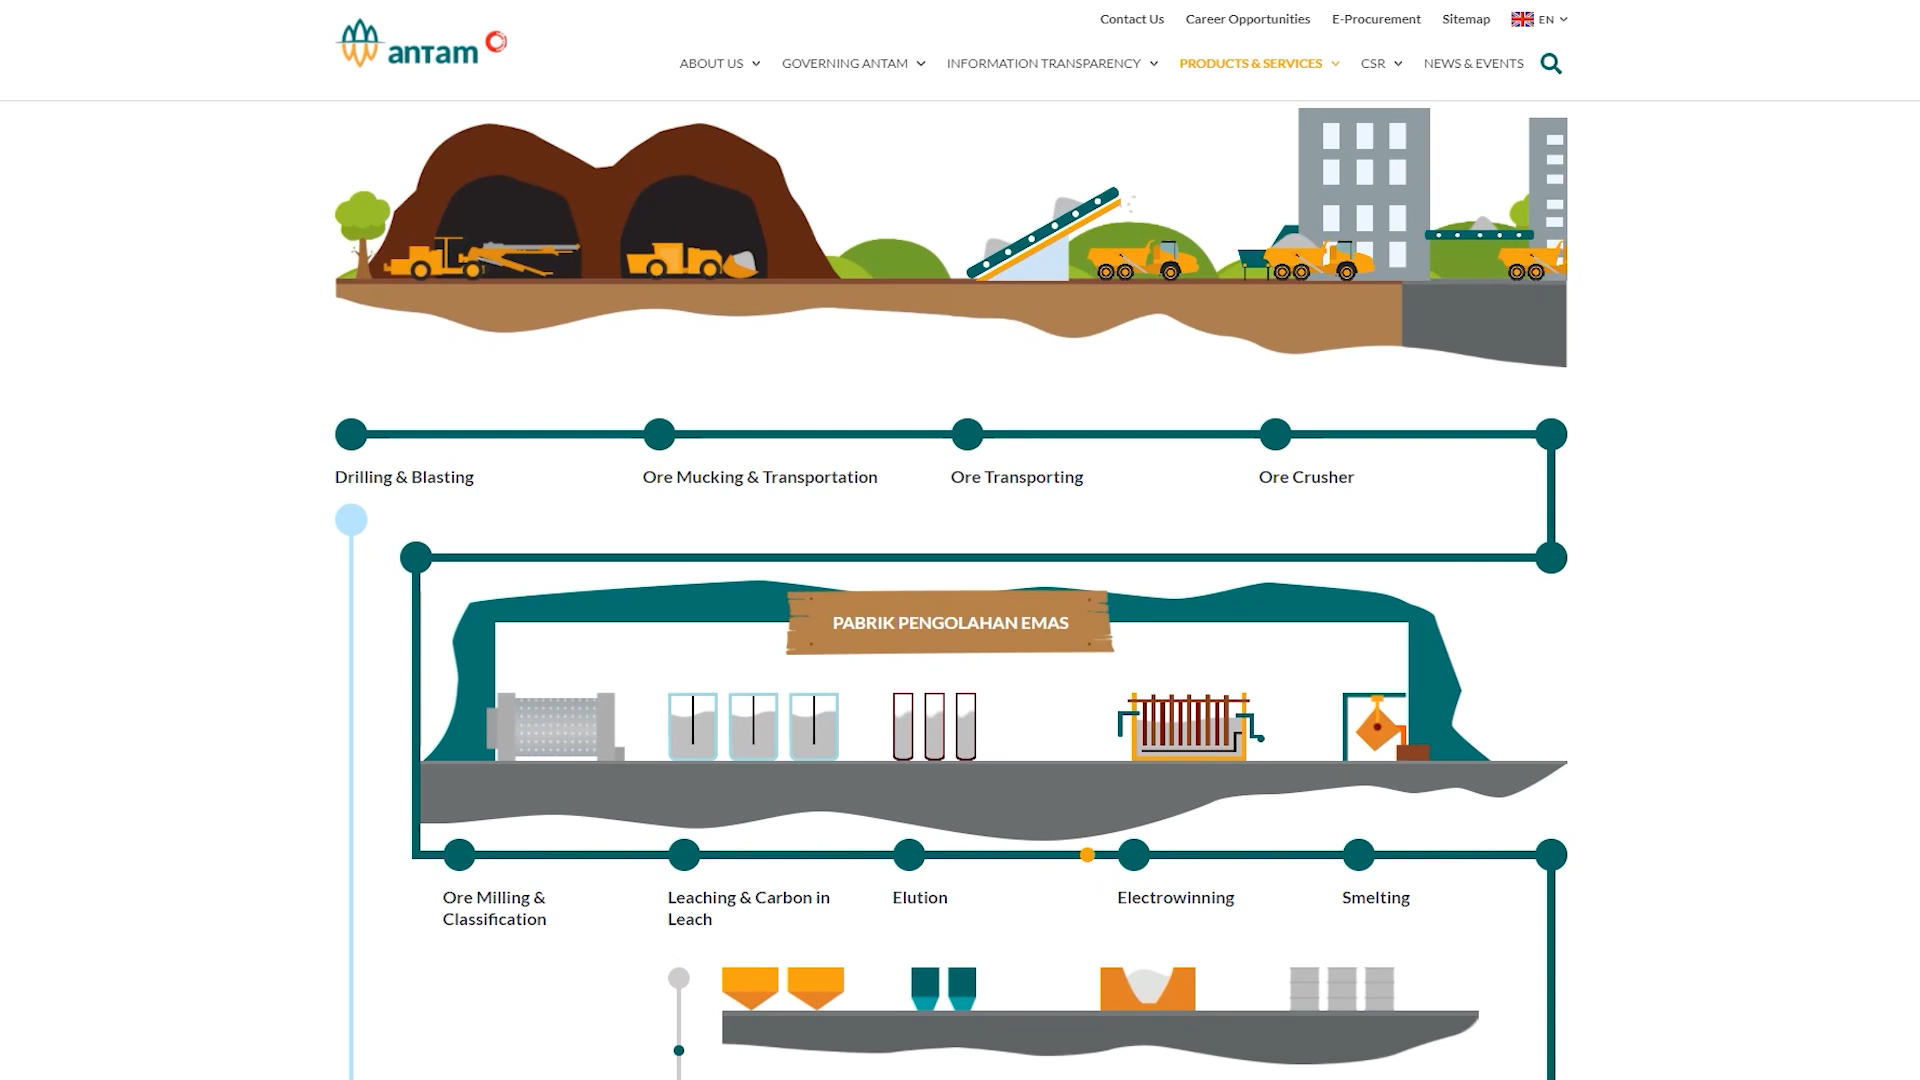 Contact Us Career Opportunities E-Procurement Sitemap EN
antam
ABOUT US GOVERNING ANTAM INFORMATION TRANSPARENCY PRODUCTS & SERVICES CSR NEWS & EVENTS
Drilling & Blasting Ore Mucking & Transportation Ore Transporting Ore Crusher
PABRIK PENGOLAHAN EMAS
Ore Milling &
Classification
Leaching & Carbon in
Leach
Elution
Electrowinning
Smelting